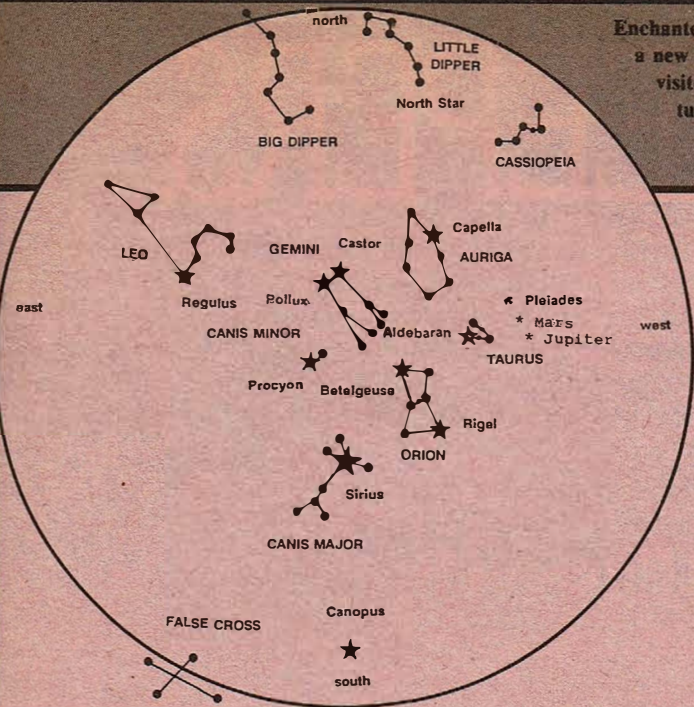 north
Enchante
a new
visit
tu
LITTLE
DIPPER
North Star
BIG DIPPER
CASSIOPEIA
Capella
GEMINI Castor
AURIGA
LEO
Regulus
Pollux
Pleiades
east
* Mars
west
CANIS MINOR
Aldebaran
* Jupiter
TAURUS
Procyon
Betelgeuse
Rigel
ORION
Sirius
CANIS MAJOR
Canopus
FALSE CROSS
south